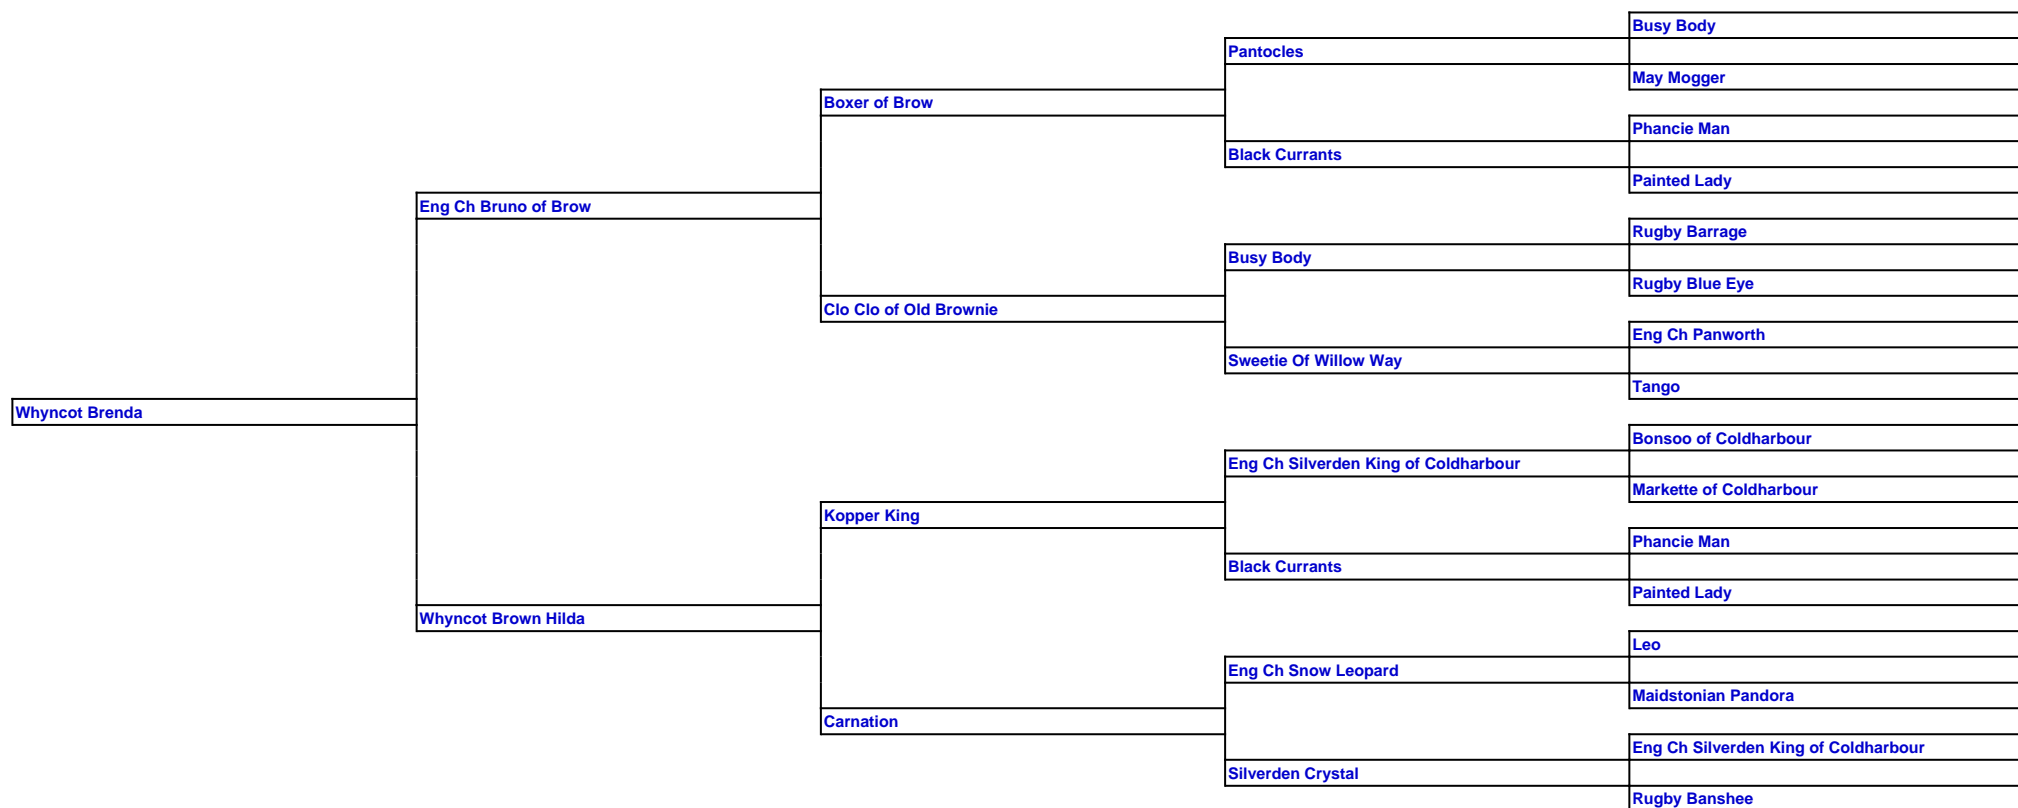 Busy Body
Pantocles
May Mogger
Boxer of Brow
Phancie Man
Black Currants
Painted Lady
Eng Ch Bruno of Brow
Rugby Barrage
Busy Body
Rugby Blue Eye
Clo Clo of Old Brownie
Eng Ch Panworth
Sweetie Of Willow Way
Tango
Whyncot Brenda
Bonsoo of Coldharbour
Eng Ch Silverden King of Coldharbour
Markette of Coldharbour
Kopper King
Phancie Man
Black Currants
Painted Lady
Whyncot Brown Hilda
Leo
Eng Ch Snow Leopard
Maidstonian Pandora
Carnation
Eng Ch Silverden King of Coldharbour
Silverden Crystal
Rugby Banshee